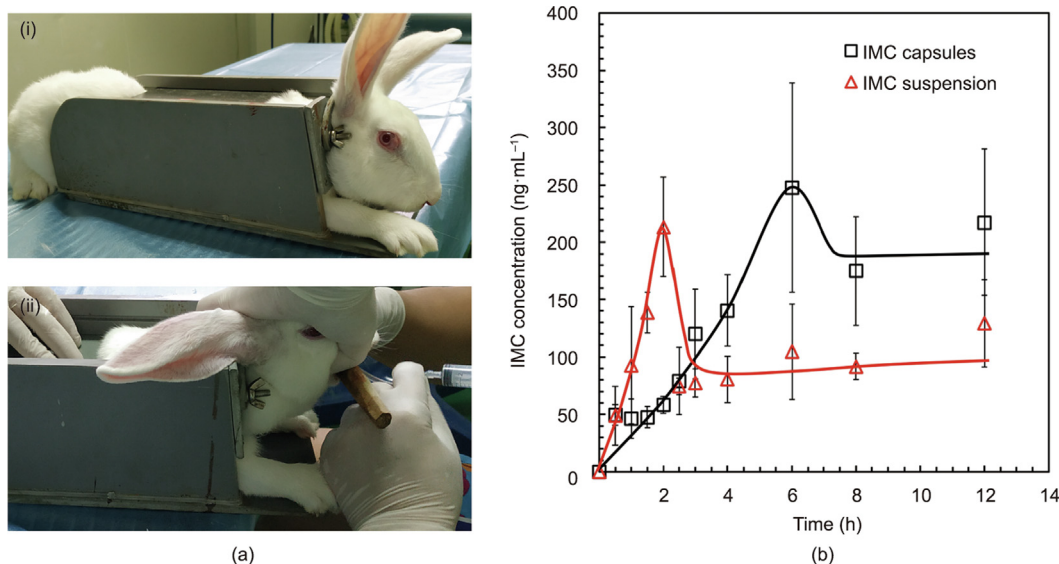 (i)
(ii)
(a)
400
350
300
250
200
150
100
50
0
IMC concentration (ng·mL⁻¹)
IMC capsules
IMC suspension
2 4 6 8 10 12 14
Time (h)
(b)